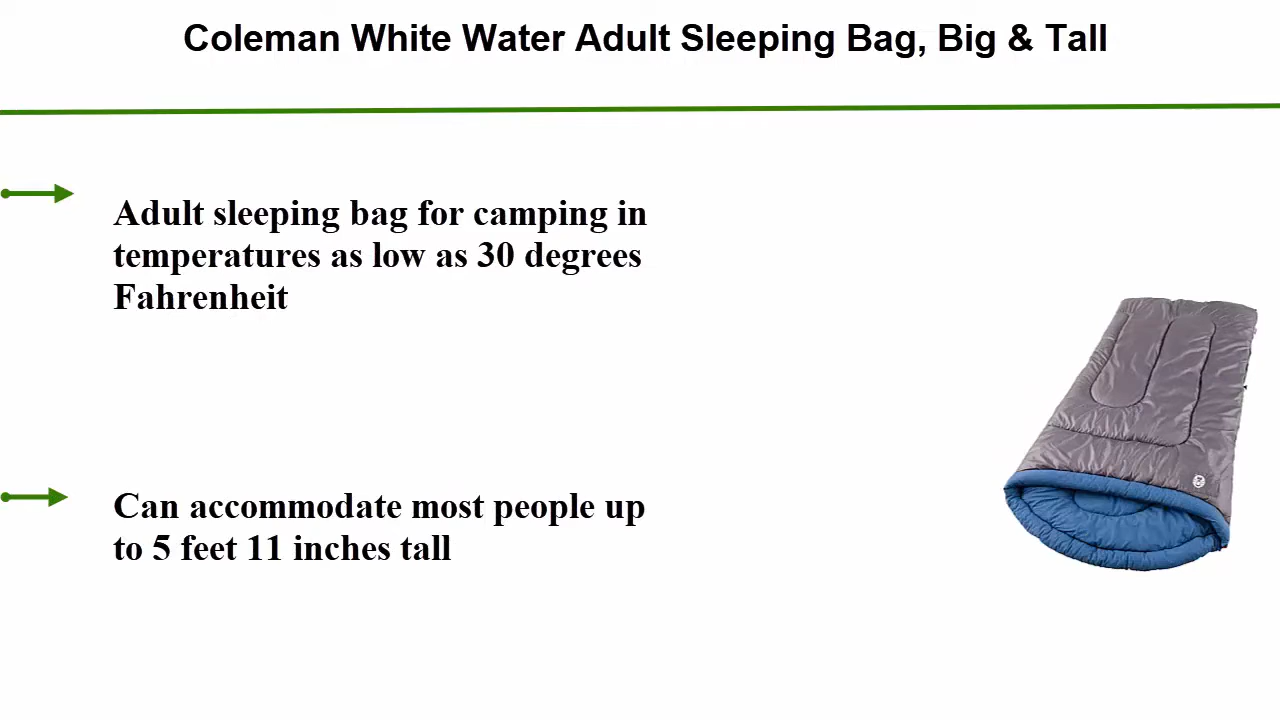 Coleman White Water Adult Sleeping Bag, Big & Tall
Adult sleeping bag for camping in
temperatures as low as 30 degrees
Fahrenheit
Can accommodate most people up
to 5 feet 11 inches tall